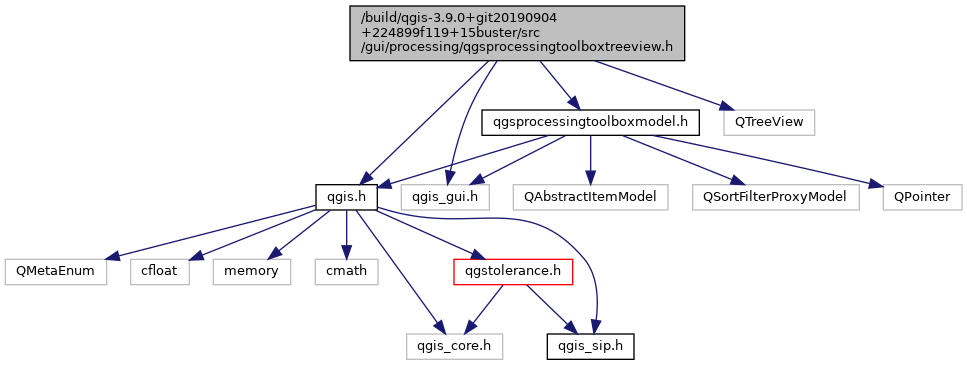 /build/qgis-3.9.0+git20190904
+224899f119+15buster/src
/gui/processing/qgsprocessingtoolboxtreeview.h
qgsprocessingtoolboxmodel.h
QTreeView
qgis.h
qgis_gui.h
QAbstractItemModel
QSortFilterProxyModel
QPointer
QMetaEnum
cfloat
memory
cmath
qgstolerance.h
qgis_core.h
qgis_sip.h